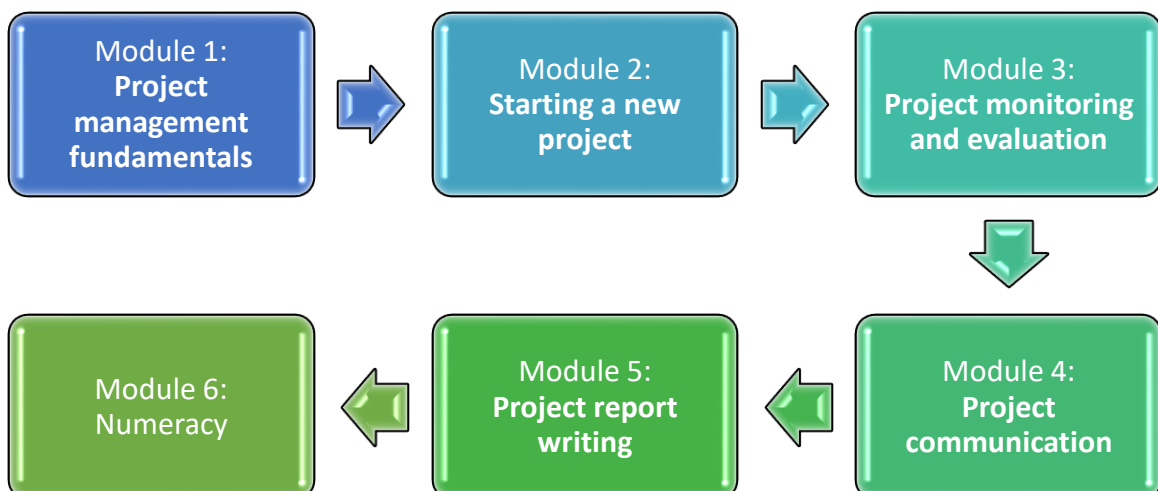 Module 1:
Project
management
fundamentals
Module 2:
Starting a new
project
Module 3:
Project monitoring
and evaluation
Module 4:
Project
communication
Module 5:
Project report
writing
Module 6:
Numeracy